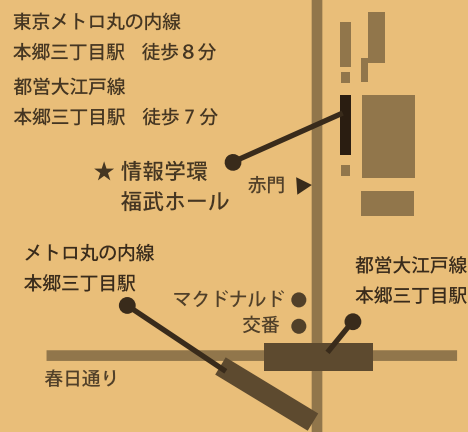 東京メトロ丸の内線
本郷三丁目駅　徒歩８分
都営大江戸線
本郷三丁目駅　徒歩７分
★ 情報学環
福武ホール
赤門
メトロ丸の内線
本郷三丁目駅
都営大江戸線
本郷三丁目駅
マクドナルド
交番
春日通り